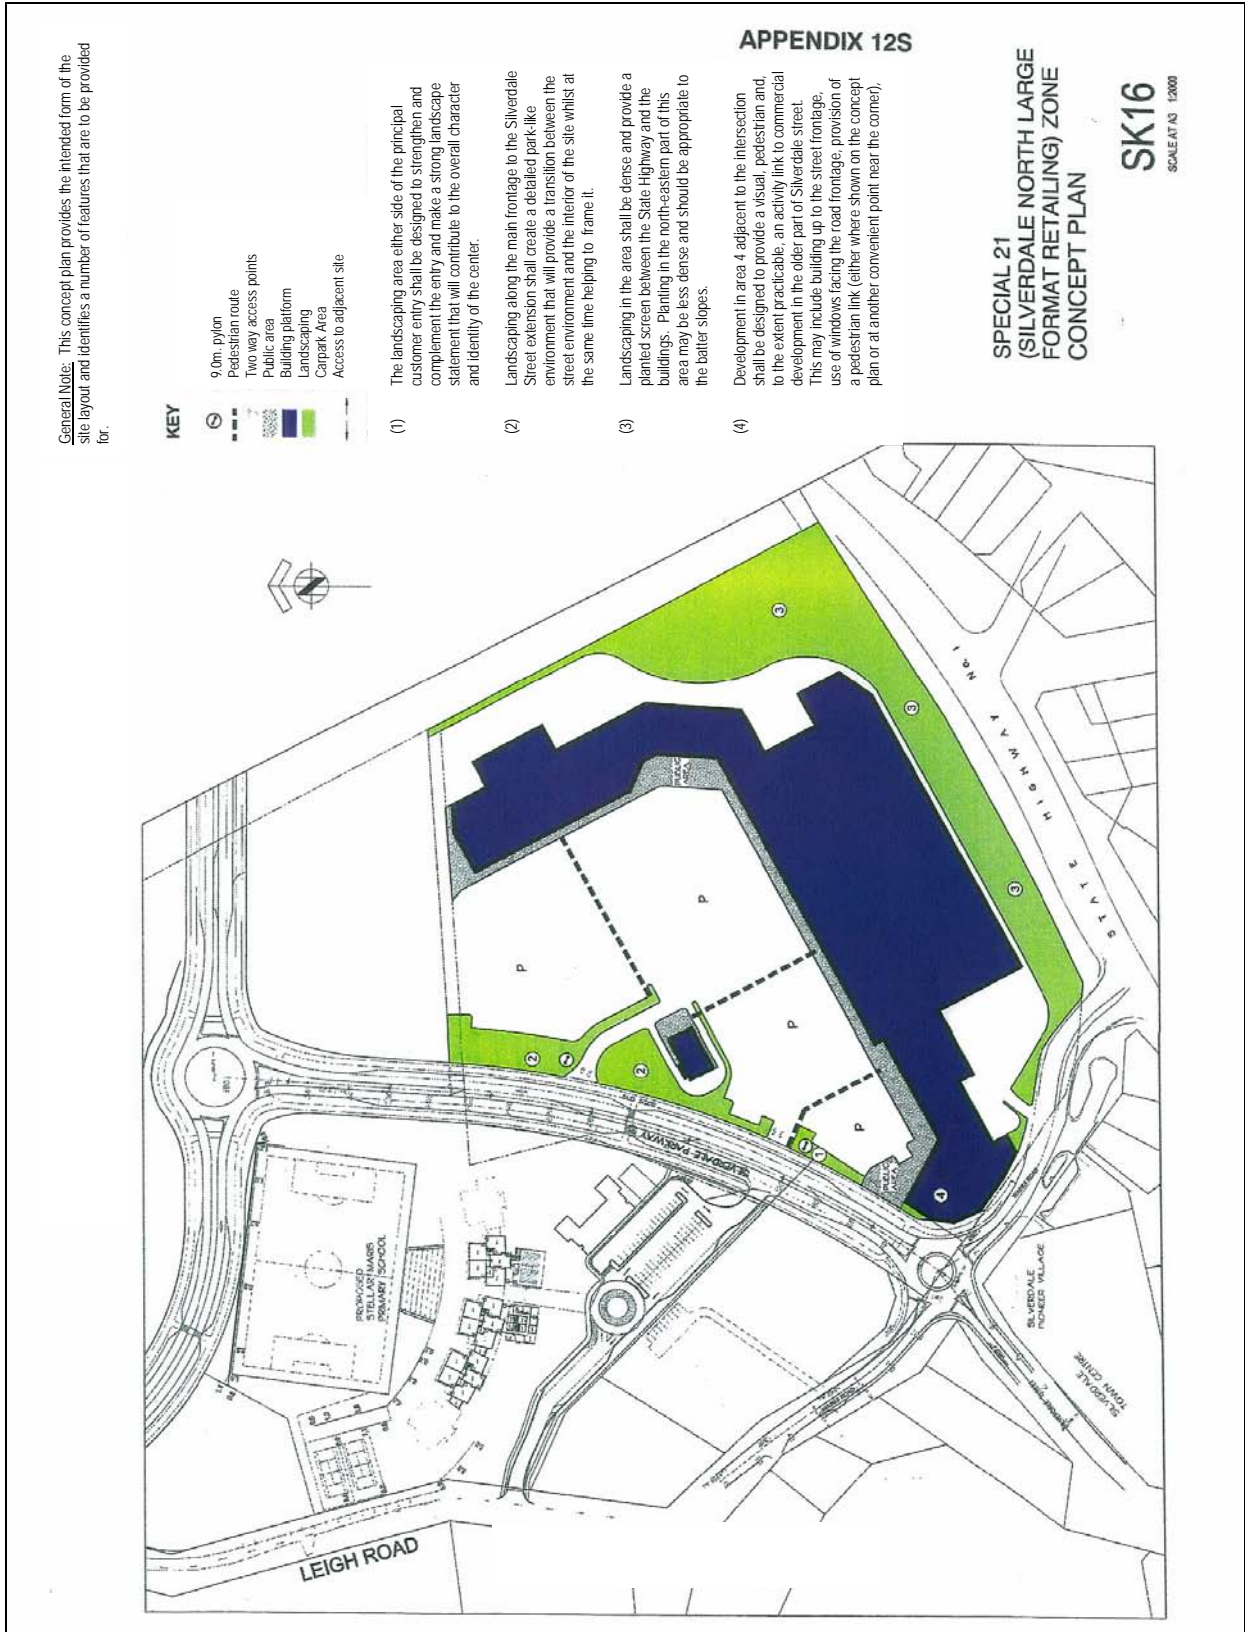 APPENDIX 12S
General Note: This concept plan provides the intended form of the
site layout and identifies a number of features that are to be provided
for.
KEY
9.0m. pylon
Pedestrian route
Two way access points
Public area
Building platform
Landscaping
Carpark Area
Access to adjacent site
(1) The landscaping area either side of the principal
customer entry shall be designed to strengthen and
complement the entry and make a strong landscape
statement that will contribute to the overall character
and identity of the center.
(2) Landscaping along the main frontage to the Silverdale
Street extension shall create a detailed park-like
environment that will provide a transition between the
street environment and the interior of the site whilst at
the same time helping to frame it.
(3) Landscaping in the area shall be dense and provide a
planted screen between the State Highway and the
buildings. Planting in the north-eastern part of this
area may be less dense and should be appropriate to
the batter slopes.
(4) Development in area 4 adjacent to the intersection
shall be designed to provide a visual, pedestrian and,
to the extent practicable, an activity link to commercial
development in the older part of Silverdale street.
This may include building up to the street frontage,
use of windows facing the road frontage, provision of
a pedestrian link (either where shown on the concept
plan or at another convenient point near the corner),
SPECIAL 21
(SILVERDALE NORTH LARGE
FORMAT RETAILING) ZONE
CONCEPT PLAN
SK16
SCALE AT A3 1:2000
PROPOSED
STELLAR MARIS
PRIMARY SCHOOL
LEIGH ROAD
SILVERDALE PARKWAY
P
P
P
P
2
2
1
3
3
3
4
PUBLIC
AREA
PUBLIC
AREA
STATE HIGHWAY No. 1
SILVERDALE
PIONEER VILLAGE
SILVERDALE
TOWN CENTRE